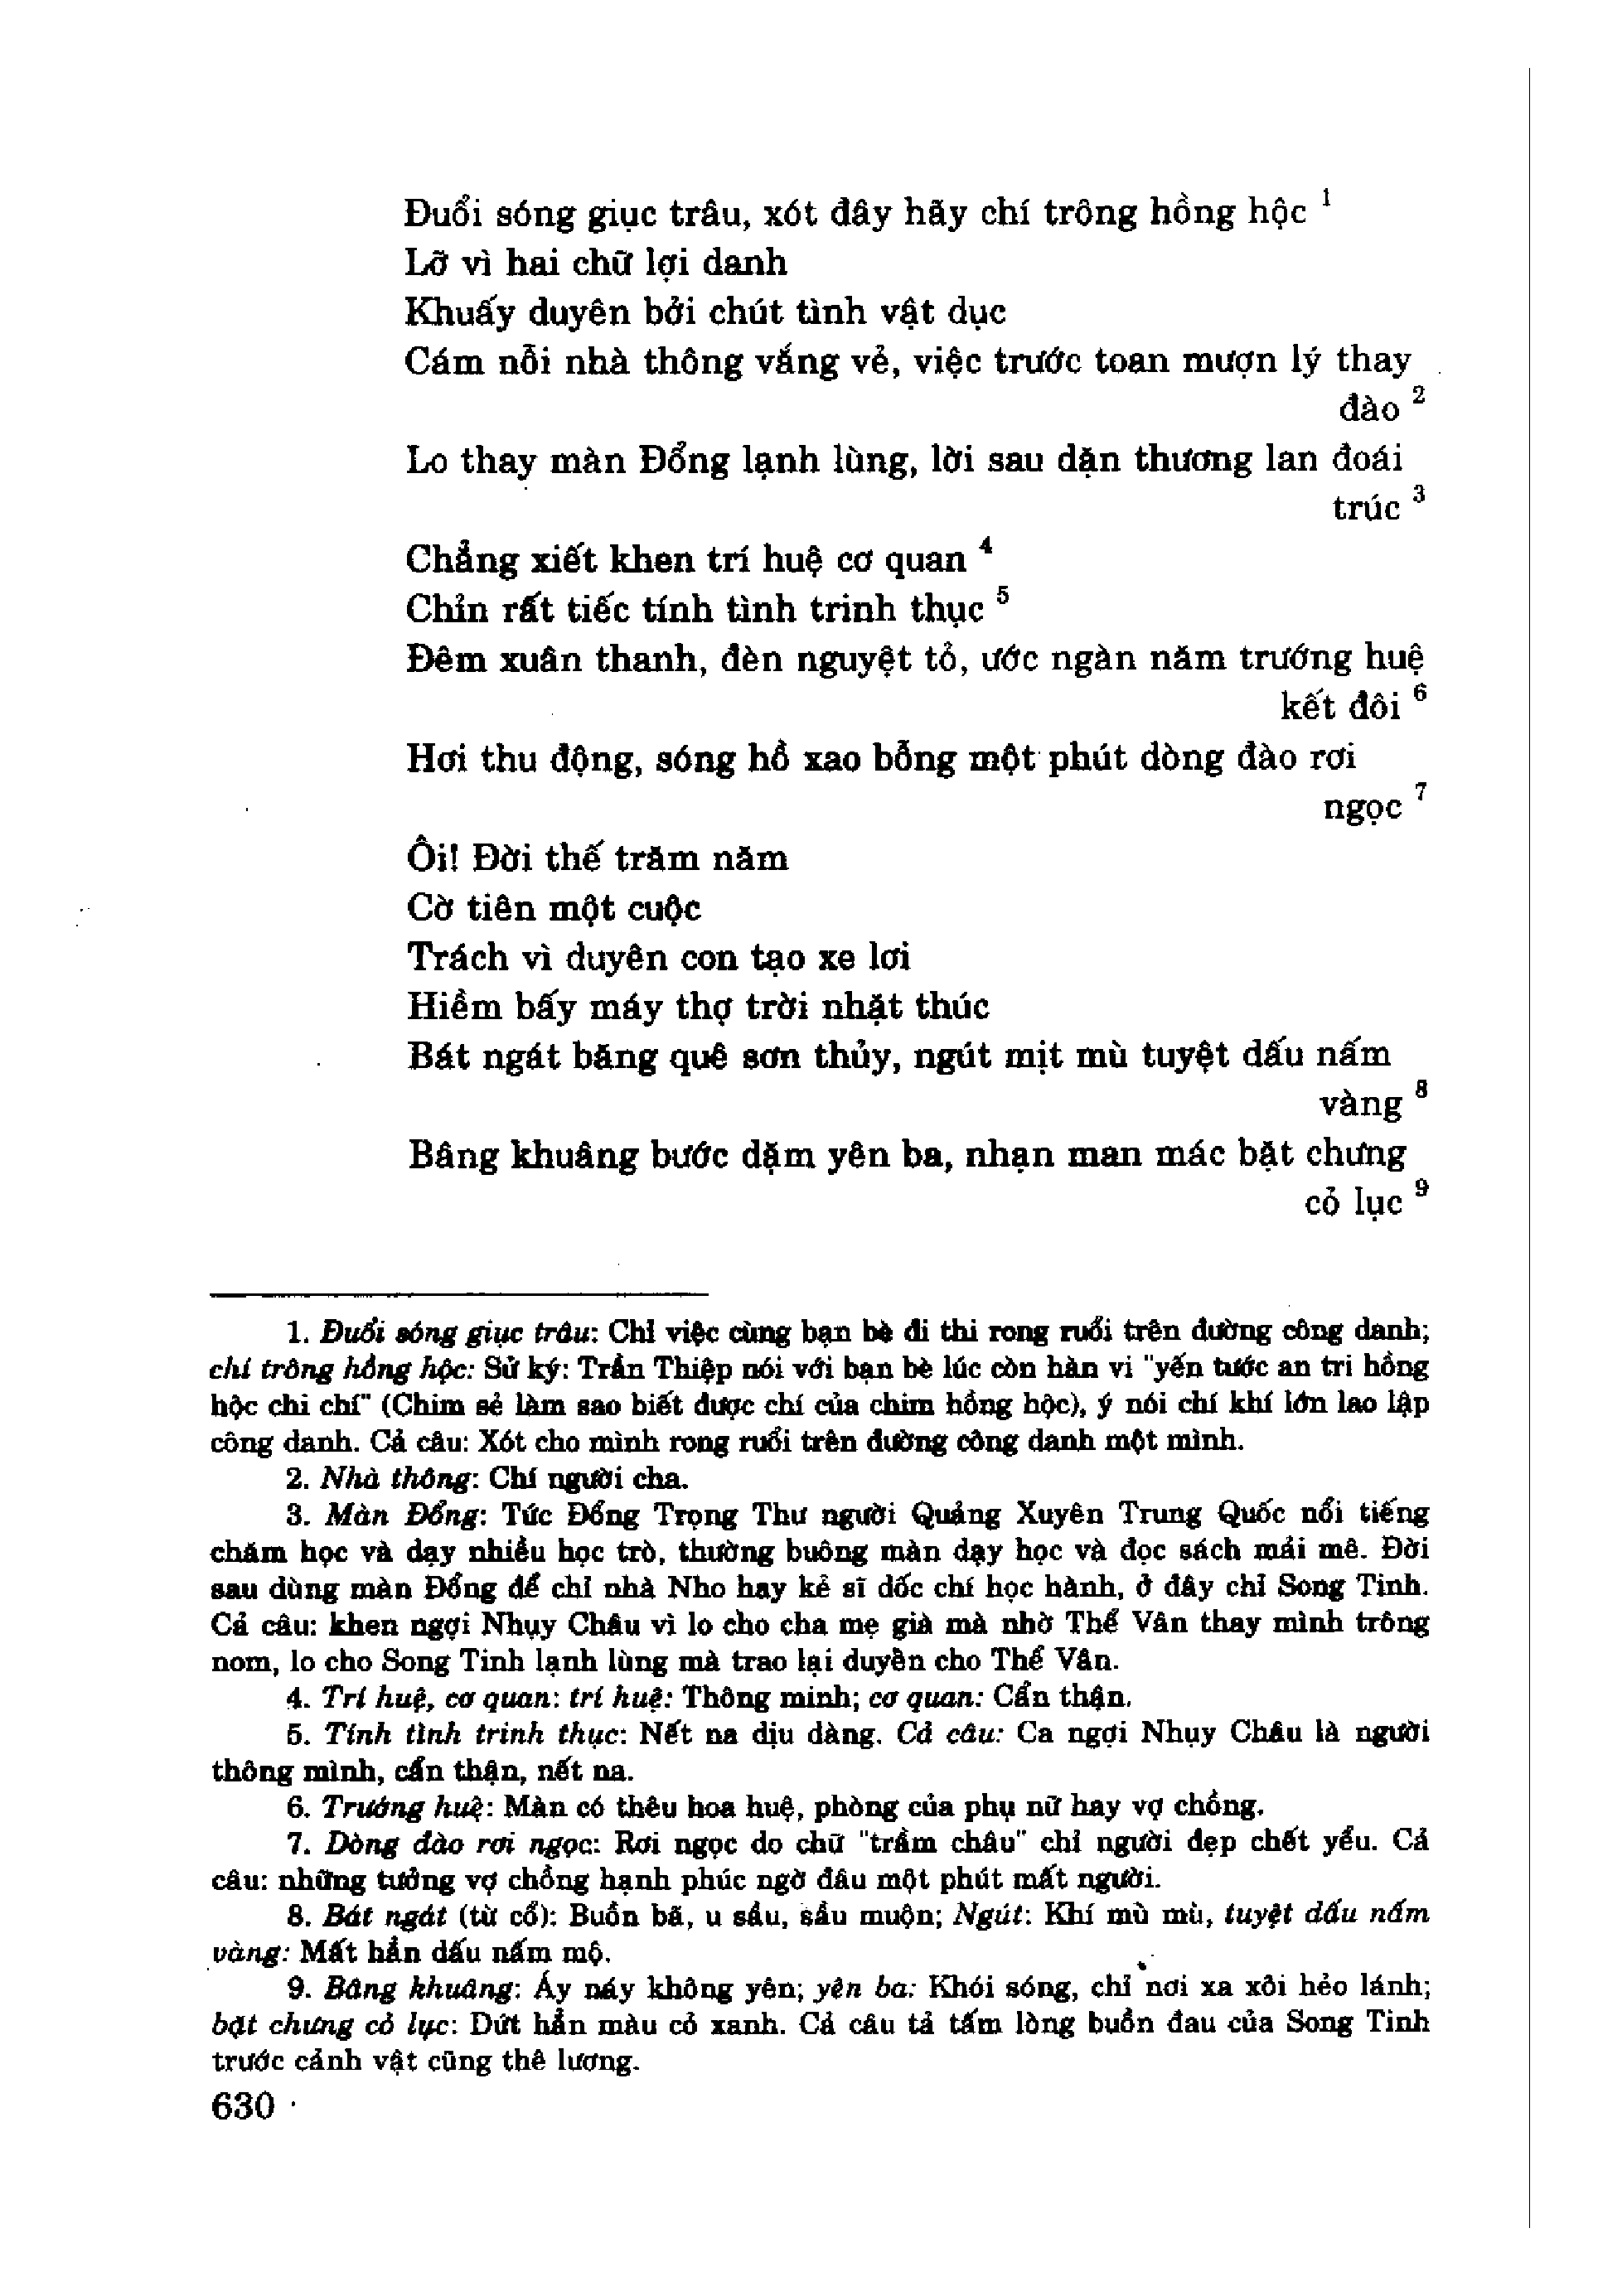 Đuổi sóng giục trâu, xót đây hãy chí trông hồng hộc 1
Lỡ vì hai chữ lợi danh
Khuấy duyên bởi chút tình vật dục
Cám nỗi nhà thông vắng vẻ, việc trước toan mượn lý thay
đào 2
Lo thay màn Đổng lạnh lùng, lời sau dặn thương lan đoái
trúc 3
Chẳng xiết khen trí huệ cơ quan 4
Chỉn rất tiếc tính tình trinh thục 5
Đêm xuân thanh, đèn nguyệt tỏ, ước ngàn năm trướng huệ
kết đôi 6
Hơi thu động, sóng hồ xao bỗng một phút dòng đào rơi
ngọc 7
Ôi! Đời thế trăm năm
Cờ tiên một cuộc
Trách vì duyên con tạo xe lơi
Hiềm bấy máy thợ trời nhặt thúc
Bát ngát băng quê sơn thủy, ngút mịt mù tuyệt dấu nấm
vàng 8
Bâng khuâng bước dặm yên ba, nhạn man mác bặt chưng
cỏ lục 9
1. Đuổi sóng giục trâu: Chỉ việc cùng bạn bè đi thi rong ruổi trên đường công danh;
chí trông hồng hộc: Sử ký: Trần Thiệp nói với bạn bè lúc còn hàn vi "yến tước an tri hồng
hộc chi chí" (Chim sẻ làm sao biết được chí của chim hồng hộc), ý nói chí khí lớn lao lập
công danh. Cả câu: Xót cho mình rong ruổi trên đường công danh một mình.
2. Nhà thông: Chỉ người cha.
3. Màn Đổng: Tức Đổng Trọng Thư người Quảng Xuyên Trung Quốc nổi tiếng
chăm học và dạy nhiều học trò, thường buông màn dạy học và đọc sách mải mê. Đời
sau dùng màn Đổng để chỉ nhà Nho hay kẻ sĩ dốc chí học hành, ở đây chỉ Song Tinh.
Cả câu: khen ngợi Nhụy Châu vì lo cho cha mẹ già mà nhờ Thể Vân thay mình trông
nom, lo cho Song Tinh lạnh lùng mà trao lại duyên cho Thể Vân.
4. Trí huệ, cơ quan: trí huệ: Thông minh; cơ quan: Cẩn thận.
5. Tính tình trinh thục: Nết na dịu dàng. Cả câu: Ca ngợi Nhụy Châu là người
thông mình, cẩn thận, nết na.
6. Trướng huệ: Màn có thêu hoa huệ, phòng của phụ nữ hay vợ chồng.
7. Dòng đào rơi ngọc: Rơi ngọc do chữ "trầm châu" chỉ người đẹp chết yểu. Cả
câu: những tưởng vợ chồng hạnh phúc ngờ đâu một phút mất người.
8. Bát ngát (từ cổ): Buồn bã, u sầu, sầu muộn; Ngút: Khí mù mù, tuyệt dấu nấm
vàng: Mất hẳn dấu nấm mộ.
9. Bâng khuâng: Áy náy không yên; yên ba: Khói sóng, chỉ nơi xa xôi hẻo lánh;
bặt chưng cỏ lục: Dứt hẳn màu cỏ xanh. Cả câu tả tấm lòng buồn đau của Song Tinh
trước cảnh vật cũng thê lương.
630